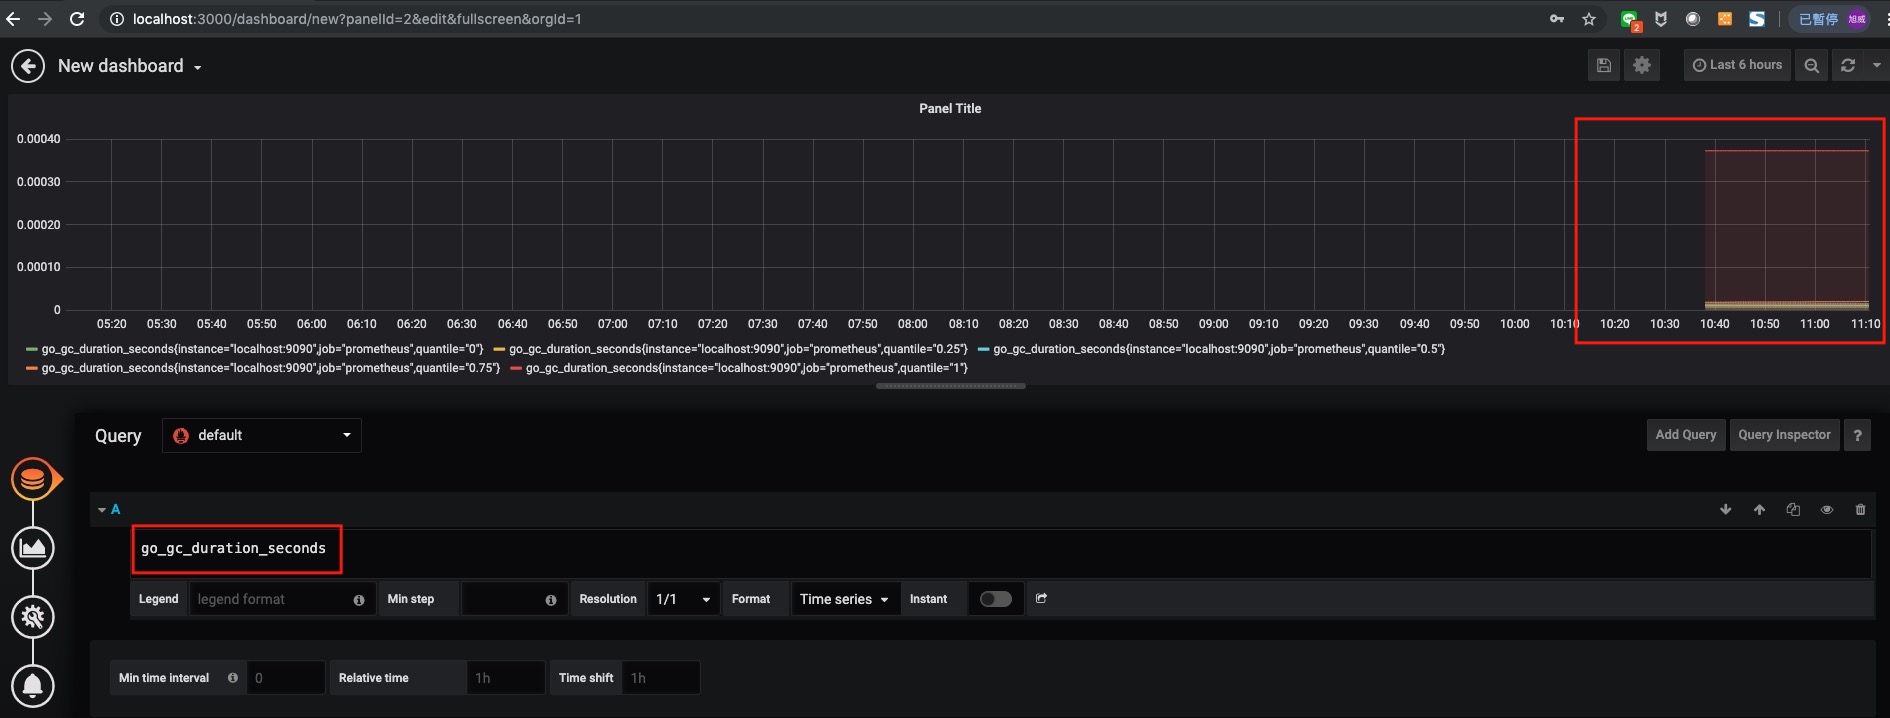 localhost:3000/dashboard/new?panelId=2&edit&fullscreen&orgId=1
2
已暫停 旭威
New dashboard
Last 6 hours
Panel Title
0.00040
0.00030
0.00020
0.00010
0
05:20 05:30 05:40 05:50 06:00 06:10 06:20 06:30 06:40 06:50 07:00 07:10 07:20 07:30 07:40 07:50 08:00 08:10 08:20 08:30 08:40 08:50 09:00 09:10 09:20 09:30 09:40 09:50 10:00 10:10 10:20 10:30 10:40 10:50 11:00 11:10
go_gc_duration_seconds{instance="localhost:9090",job="prometheus",quantile="0"} go_gc_duration_seconds{instance="localhost:9090",job="prometheus",quantile="0.25"} go_gc_duration_seconds{instance="localhost:9090",job="prometheus",quantile="0.5"}
go_gc_duration_seconds{instance="localhost:9090",job="prometheus",quantile="0.75"} go_gc_duration_seconds{instance="localhost:9090",job="prometheus",quantile="1"}
Query default Add Query Query Inspector ?
A
go_gc_duration_seconds
Legend legend format Min step Resolution 1/1 Format Time series Instant
Min time interval 0 Relative time 1h Time shift 1h